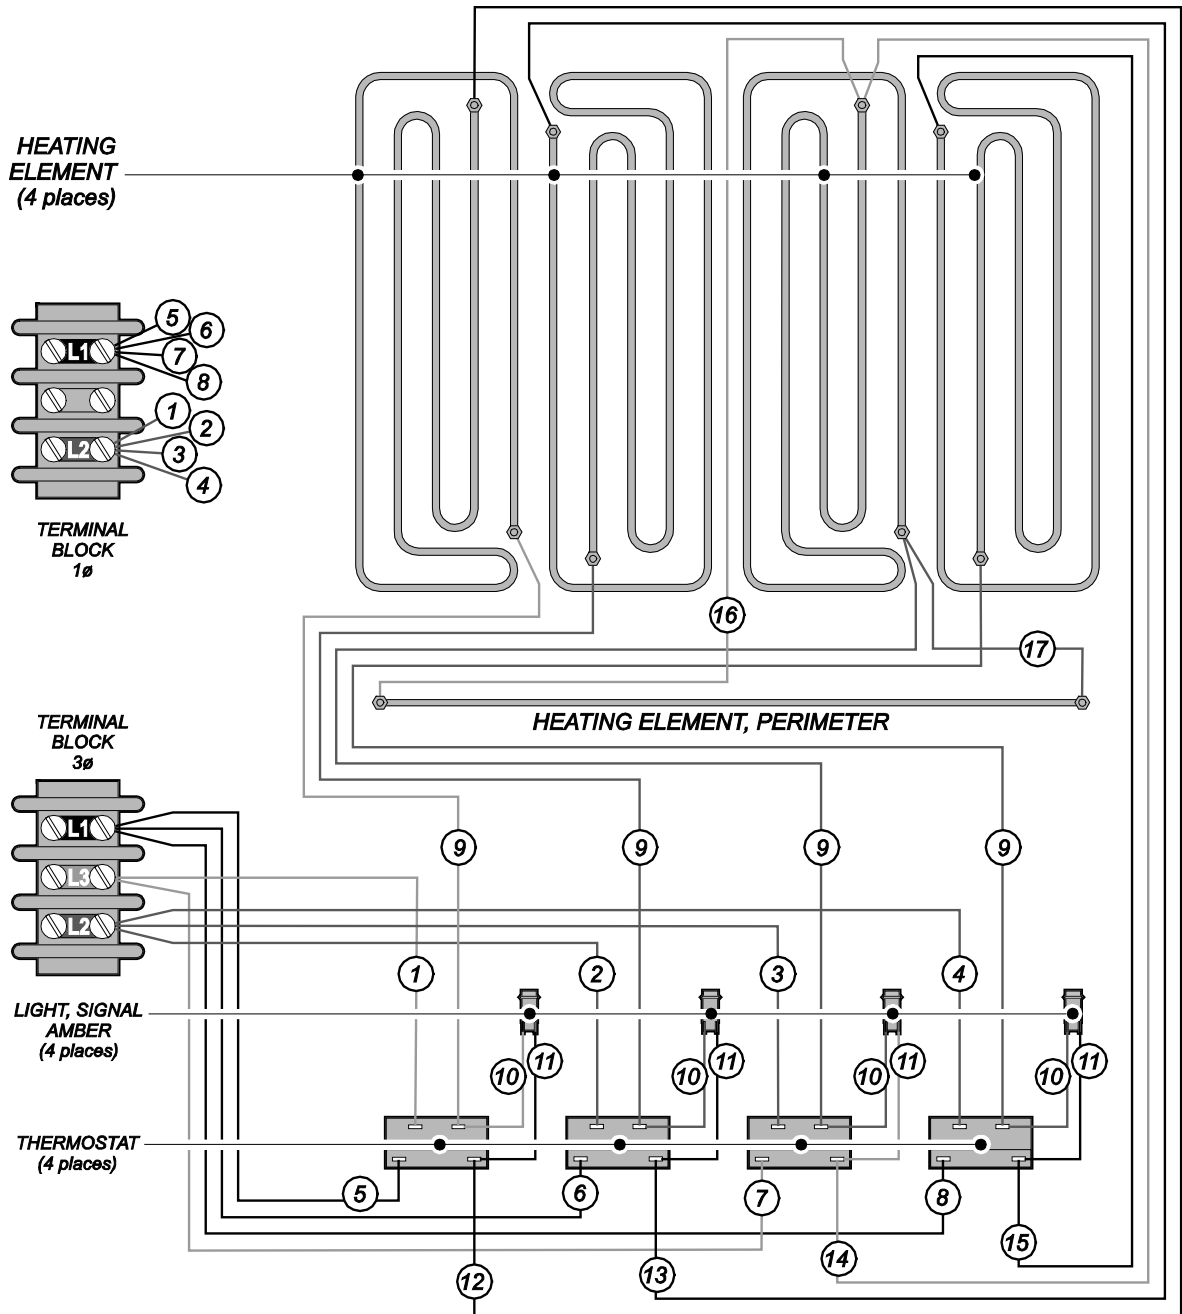 HEATING
ELEMENT
(4 places)
L1
5
6
7
8
L2
1
2
3
4
TERMINAL
BLOCK
1ø
16
17
HEATING ELEMENT, PERIMETER
TERMINAL
BLOCK
3ø
L1
L3
L2
9
9
9
9
1
2
3
4
LIGHT, SIGNAL
AMBER
(4 places)
10
11
10
11
10
11
10
11
THERMOSTAT
(4 places)
5
6
7
8
12
13
14
15